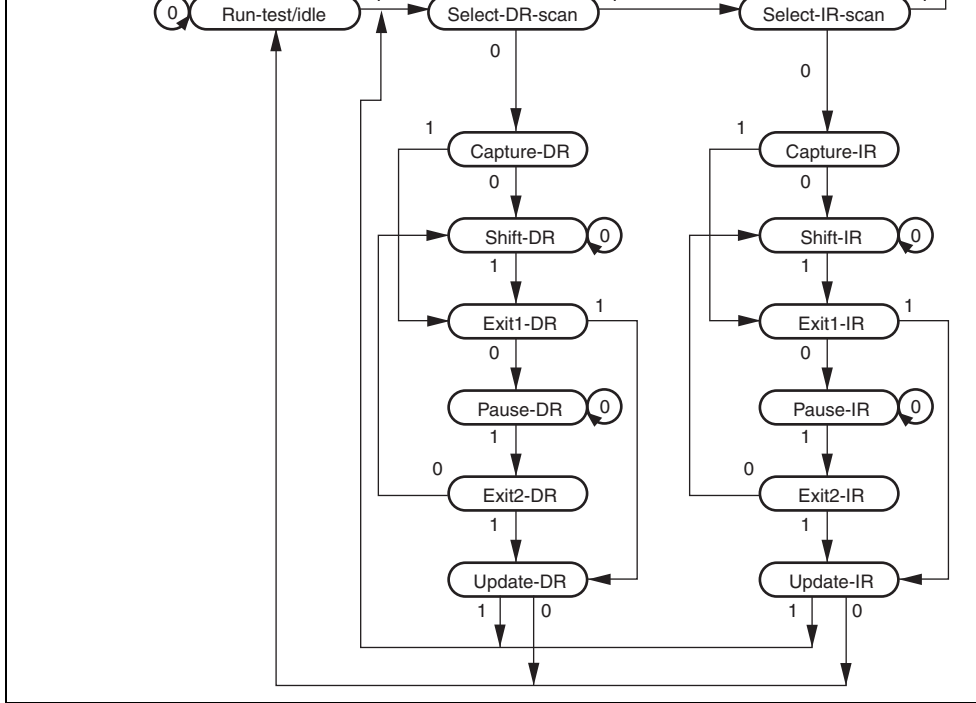 0 Run-test/idle Select-DR-scan Select-IR-scan
0 0
1 1
Capture-DR Capture-IR
0 0
Shift-DR 0 Shift-IR 0
1 1
1 1
Exit1-DR Exit1-IR
0 0
Pause-DR 0 Pause-IR 0
1 1
0 0
Exit2-DR Exit2-IR
1 1
Update-DR Update-IR
1 0 1 0